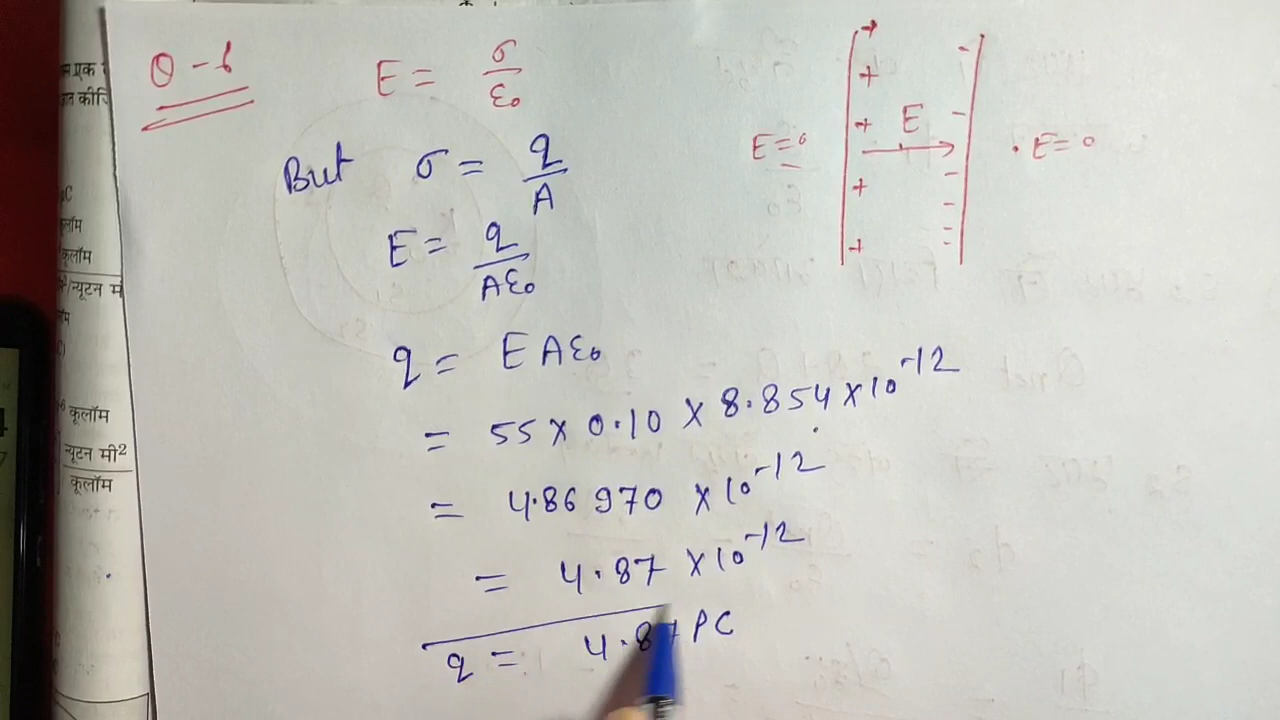 Q - 6
E = σ/ε₀
But σ = q/A
E = q/Aε₀
q = E A ε₀
= 55 x 0.10 x 8.854 x 10⁻¹²
= 4.86970 x 10⁻¹²
= 4.87 x 10⁻¹²
q = 4.87 PC
+ -
+ -
+ E -
E = 0
. E = 0
+ -
-
+ -
कूलॉम
न्यूटन मी²
कूलॉम